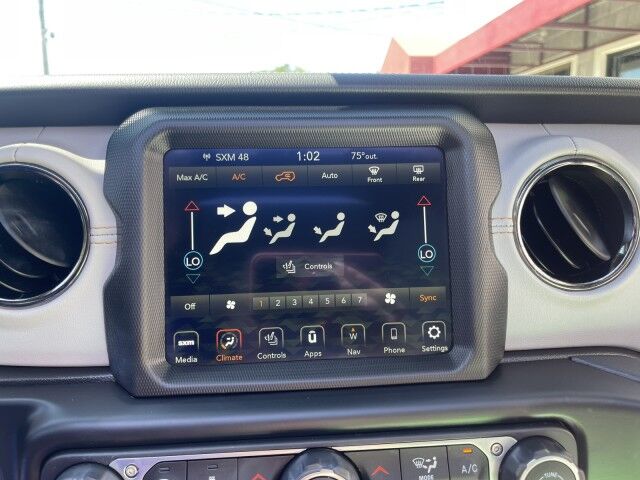 SXM 48 1:02 75°out.
Max A/C A/C Auto Front Rear
LO LO
Controls
Off 1 2 3 4 5 6 7 Sync
sxm Ū W
Media Climate Controls Apps Nav Phone Settings
MODE A/C TUNE